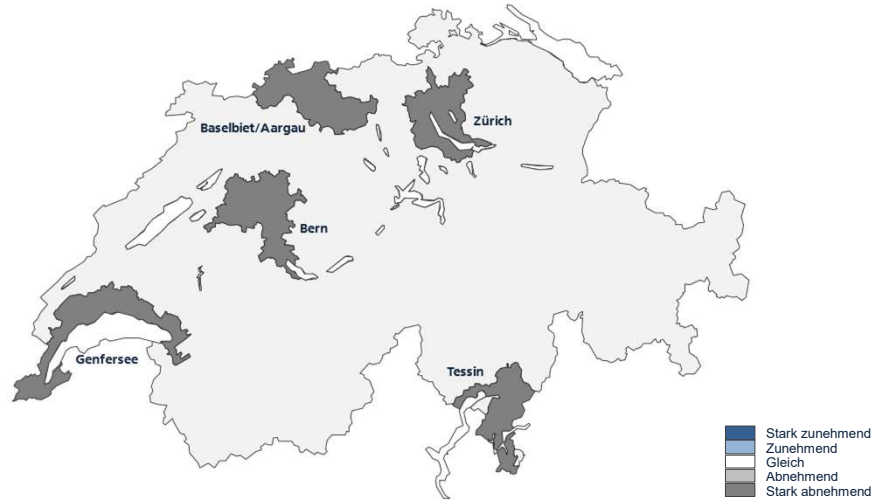 Zürich
Baselbiet/Aargau
Bern
Genfersee
Tessin
Stark zunehmend
Zunehmend
Gleich
Abnehmend
Stark abnehmend